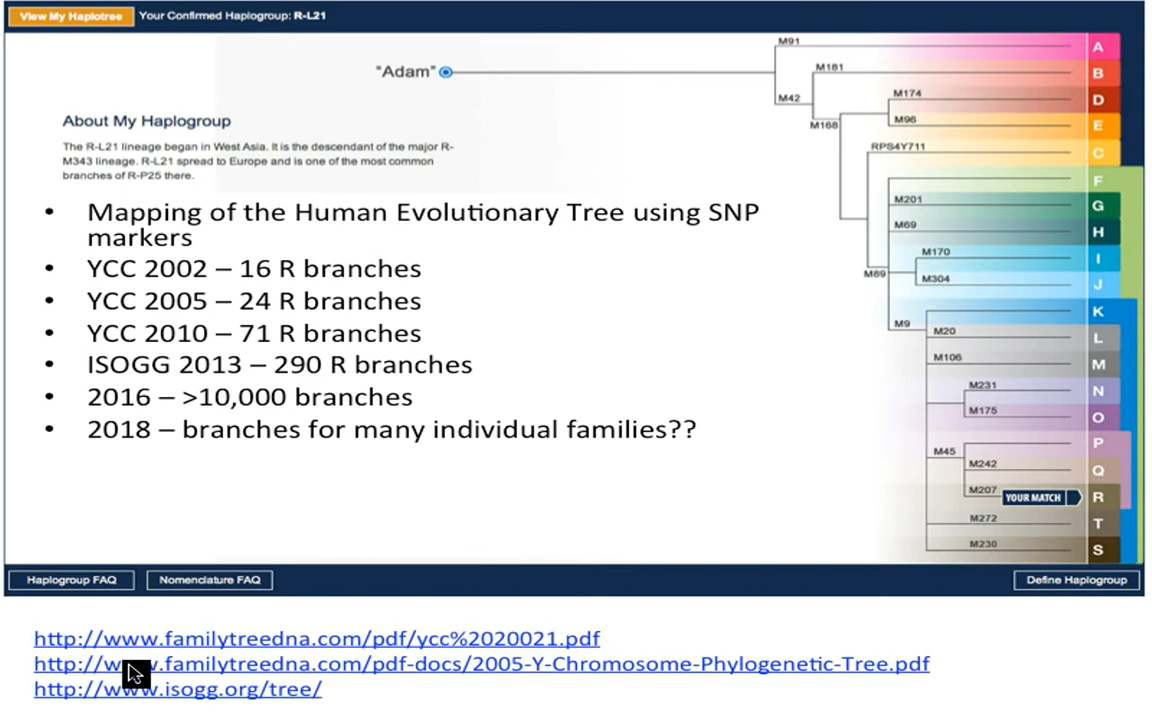 View My Haplotree Your Confirmed Haplogroup: R-L21
"Adam"
About My Haplogroup
The R-L21 lineage began in West Asia. It is the descendant of the major R-
M343 lineage. R-L21 spread to Europe and is one of the most common
branches of R-P25 there.
• Mapping of the Human Evolutionary Tree using SNP
markers
• YCC 2002 – 16 R branches
• YCC 2005 – 24 R branches
• YCC 2010 – 71 R branches
• ISOGG 2013 – 290 R branches
• 2016 – >10,000 branches
• 2018 – branches for many individual families??
M91 A
M181 B
M42
M174 D
M168
M96 E
RPS4Y711 C
F
M201 G
M69 H
M170 I
M89
M304 J
K
M9
M20 L
M106 M
M231 N
M175 O
P
M45
M242 Q
M207 YOUR MATCH R
M272 T
M230 S
Haplogroup FAQ Nomenclature FAQ Define Haplogroup
http://www.familytreedna.com/pdf/ycc%2020021.pdf
http://www.familytreedna.com/pdf-docs/2005-Y-Chromosome-Phylogenetic-Tree.pdf
http://www.isogg.org/tree/